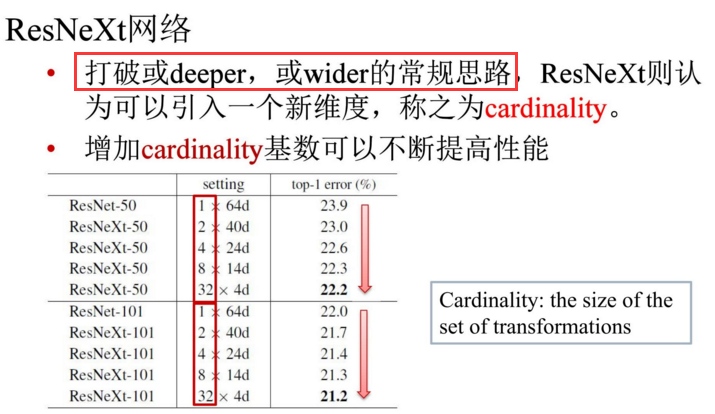 ResNeXt网络
• 打破或deeper，或wider的常规思路，ResNeXt则认
为可以引入一个新维度，称之为cardinality。
• 增加cardinality基数可以不断提高性能
setting top-1 error (%)
ResNet-50 1 × 64d 23.9
ResNeXt-50 2 × 40d 23.0
ResNeXt-50 4 × 24d 22.6
ResNeXt-50 8 × 14d 22.3
ResNeXt-50 32 × 4d 22.2
ResNet-101 1 × 64d 22.0
ResNeXt-101 2 × 40d 21.7
ResNeXt-101 4 × 24d 21.4
ResNeXt-101 8 × 14d 21.3
ResNeXt-101 32 × 4d 21.2
Cardinality: the size of the
set of transformations